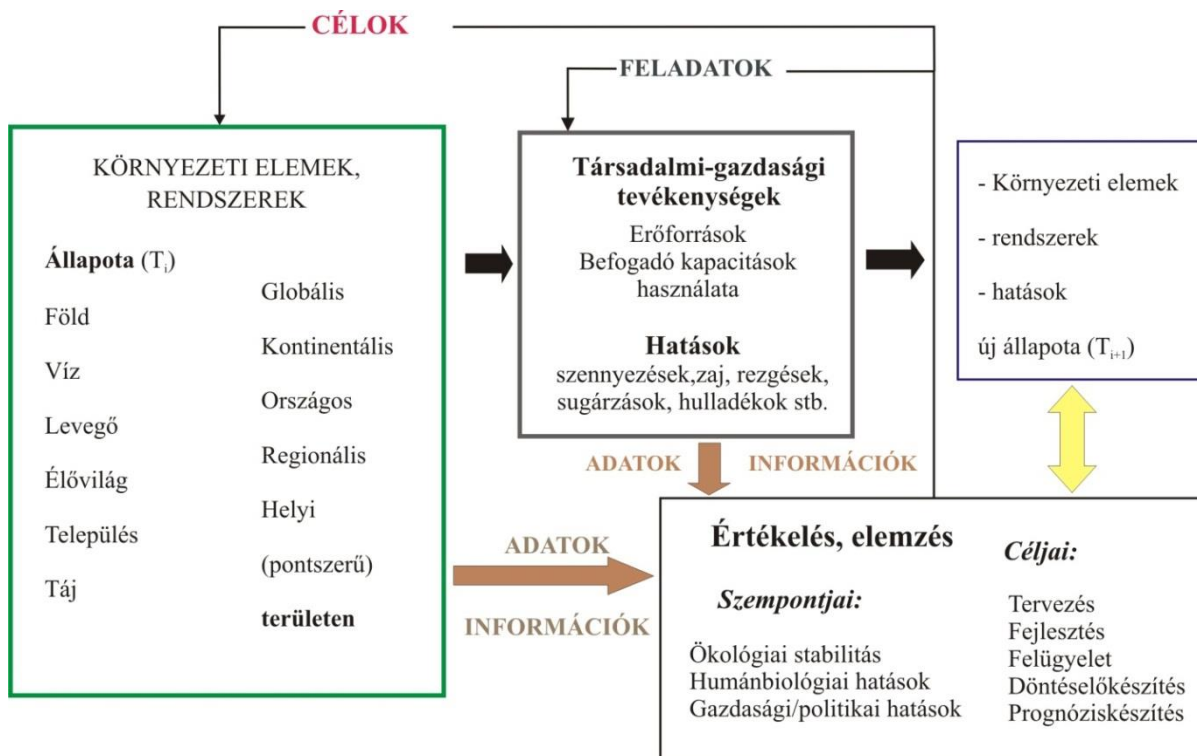 CÉLOK
FELADATOK
KÖRNYEZETI ELEMEK,
RENDSZEREK
Állapota (Ti)
Föld
Víz
Levegő
Élővilág
Település
Táj
Globális
Kontinentális
Országos
Regionális
Helyi
(pontszerű)
területen
Társadalmi-gazdasági
tevékenységek
Erőforrások
Befogadó kapacitások
használata
Hatások
szennyezések,zaj, rezgések,
sugárzások, hulladékok stb.
- Környezeti elemek
- rendszerek
- hatások
új állapota (Ti+1)
ADATOK INFORMÁCIÓK
ADATOK
INFORMÁCIÓK
Értékelés, elemzés
Szempontjai:
Ökológiai stabilitás
Humánbiológiai hatások
Gazdasági/politikai hatások
Céljai:
Tervezés
Fejlesztés
Felügyelet
Döntéselőkészítés
Prognóziskészítés